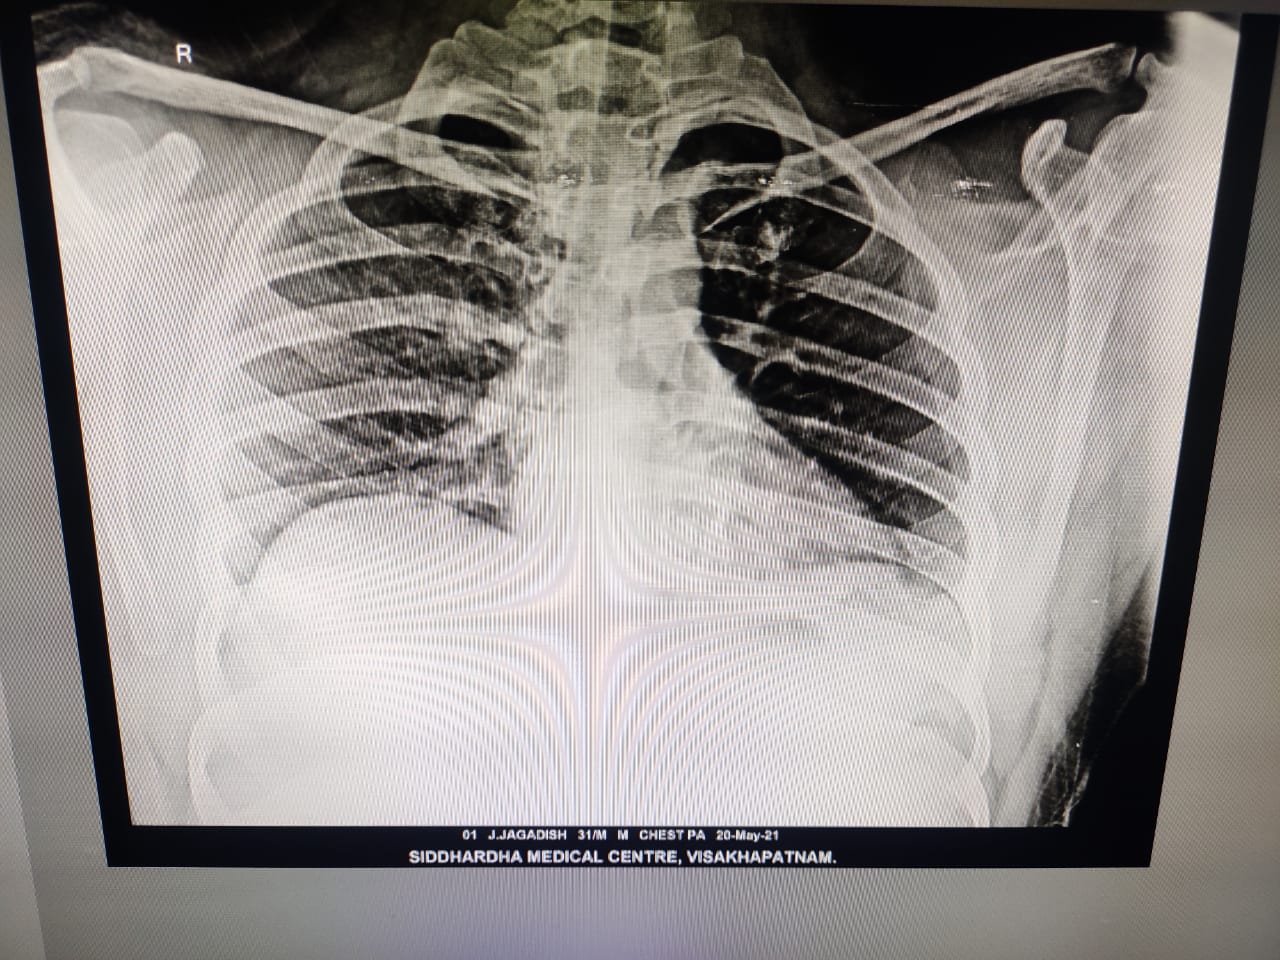 R
01 J.JAGADISH 31/M M CHEST PA 20-May-21
SIDDHARDHA MEDICAL CENTRE, VISAKHAPATNAM.